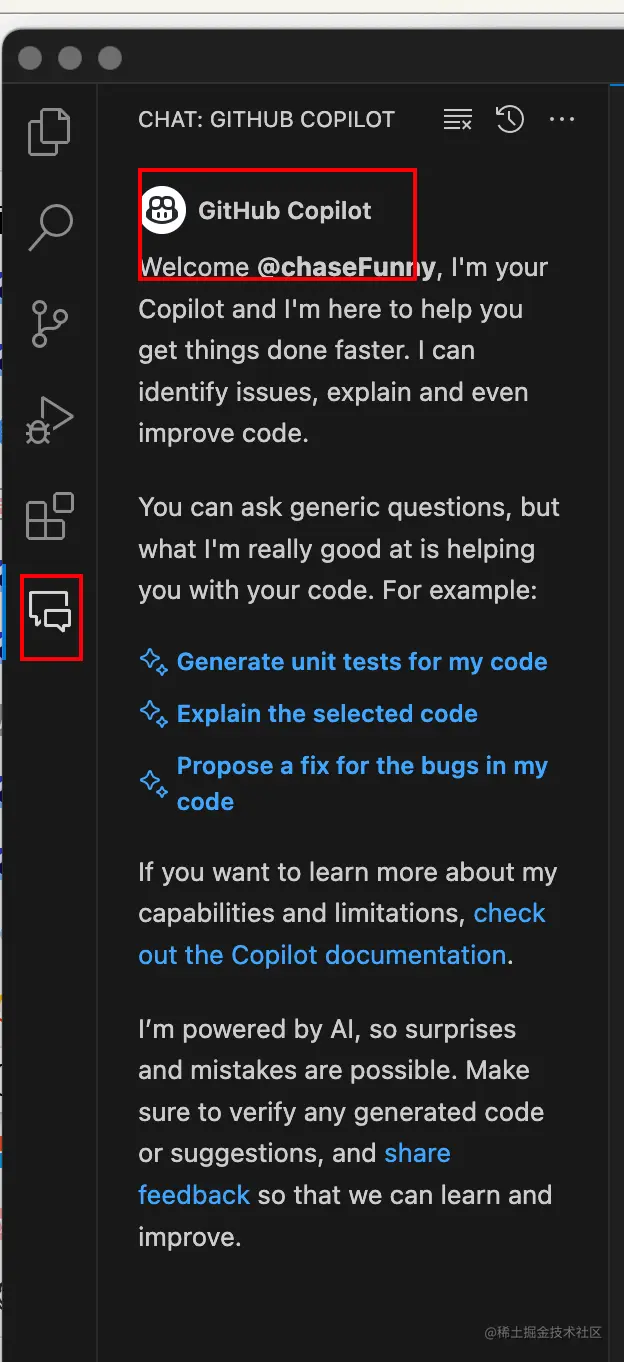 CHAT: GITHUB COPILOT
GitHub Copilot
Welcome @chaseFunny, I'm your
Copilot and I'm here to help you
get things done faster. I can
identify issues, explain and even
improve code.
You can ask generic questions, but
what I'm really good at is helping
you with your code. For example:
Generate unit tests for my code
Explain the selected code
Propose a fix for the bugs in my
code
If you want to learn more about my
capabilities and limitations, check
out the Copilot documentation.
I’m powered by AI, so surprises
and mistakes are possible. Make
sure to verify any generated code
or suggestions, and share
feedback so that we can learn and
improve.
@稀土掘金技术社区